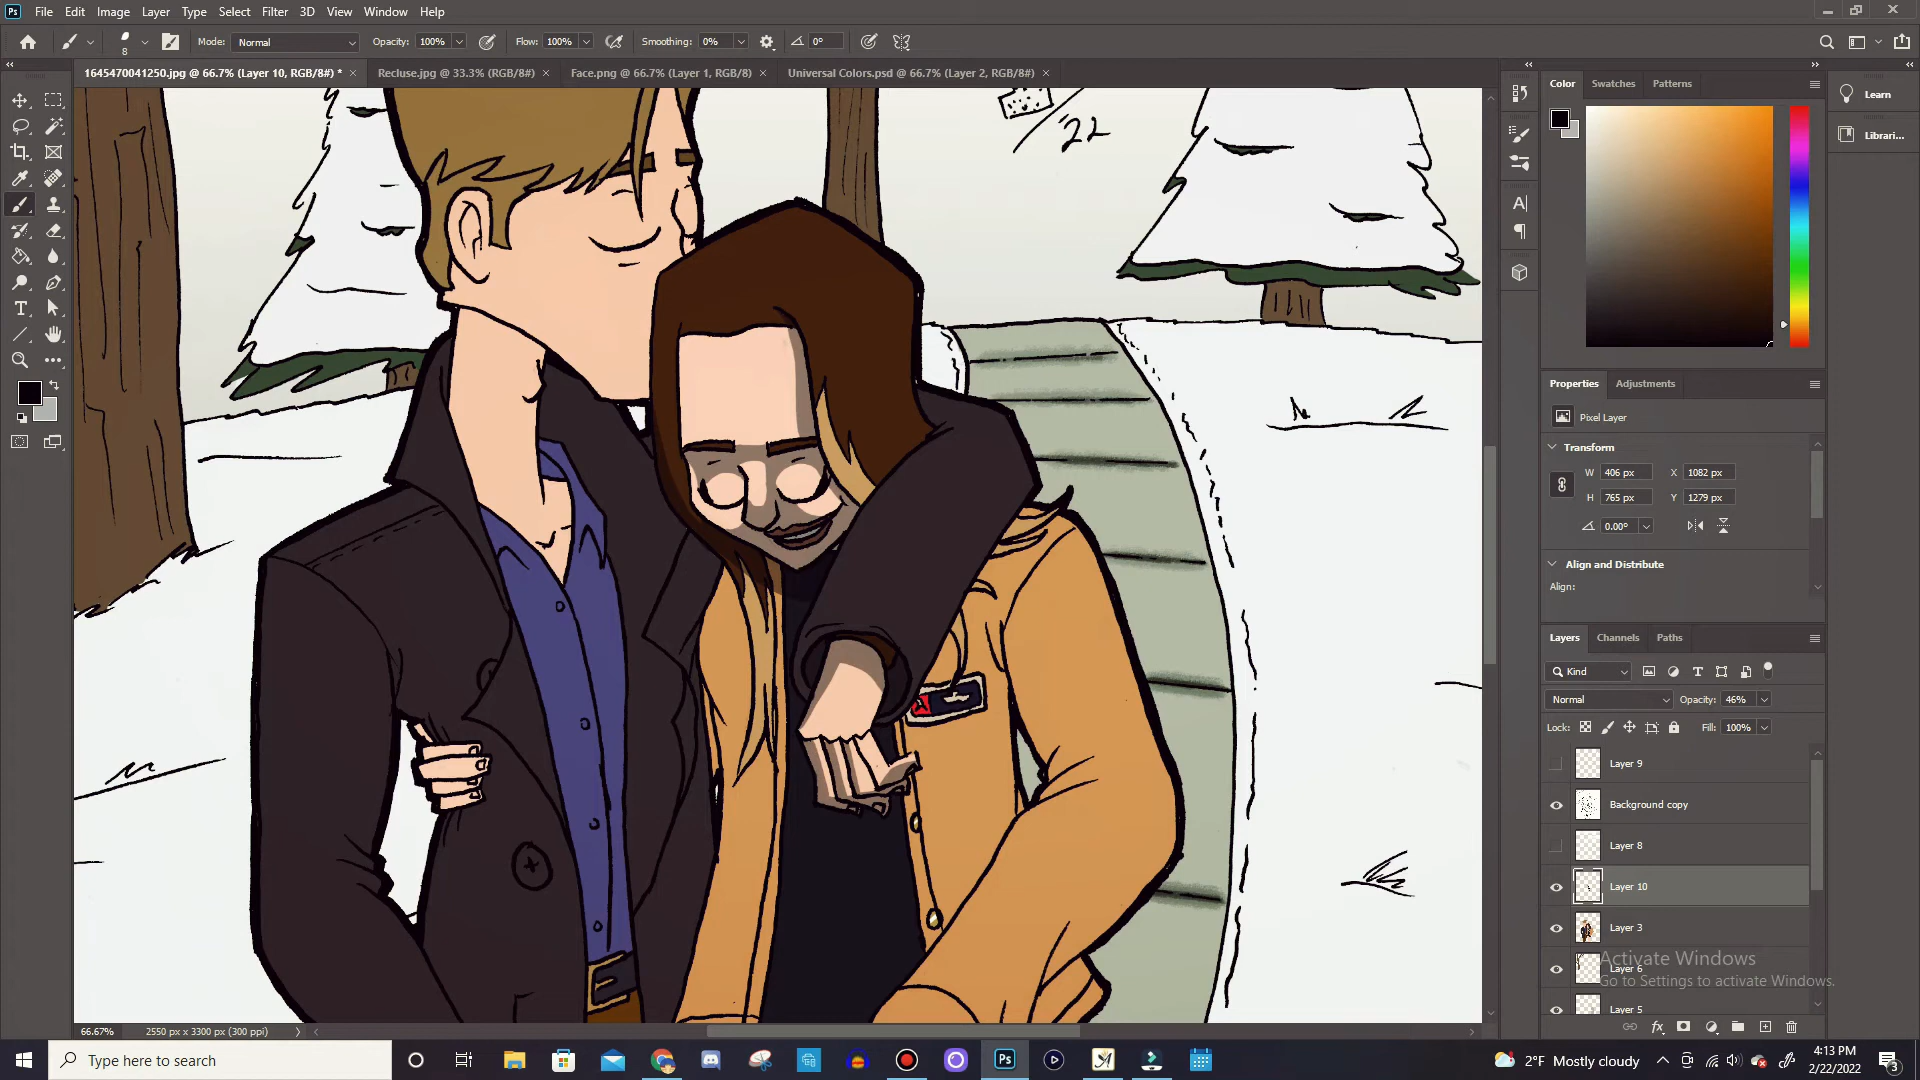 Ps File Edit Image Layer Type Select Filter 3D View Window Help
8 Mode: Normal Opacity: 100% Flow: 100% Smoothing: 0% 0°
1645470041250.jpg @ 66.7% (Layer 10, RGB/8#) * Recluse.jpg @ 33.3% (RGB/8#) Face.png @ 66.7% (Layer 1, RGB/8) Universal Colors.psd @ 66.7% (Layer 2, RGB/8#)
'22
Color Swatches Patterns
Learn
Librari...
Properties Adjustments
Pixel Layer
Transform
W 406 px X 1082 px
H 765 px Y 1279 px
0.00°
Align and Distribute
Align:
Layers Channels Paths
Kind
Normal Opacity: 46%
Lock: Fill: 100%
Layer 9
Background copy
Layer 8
Layer 10
Layer 3
Activate Windows
Layer 6
Go to Settings to activate Windows.
Layer 5
66.67% 2550 px x 3300 px (300 ppi)
Type here to search
Ps
2°F Mostly cloudy
4:13 PM
2/22/2022
3